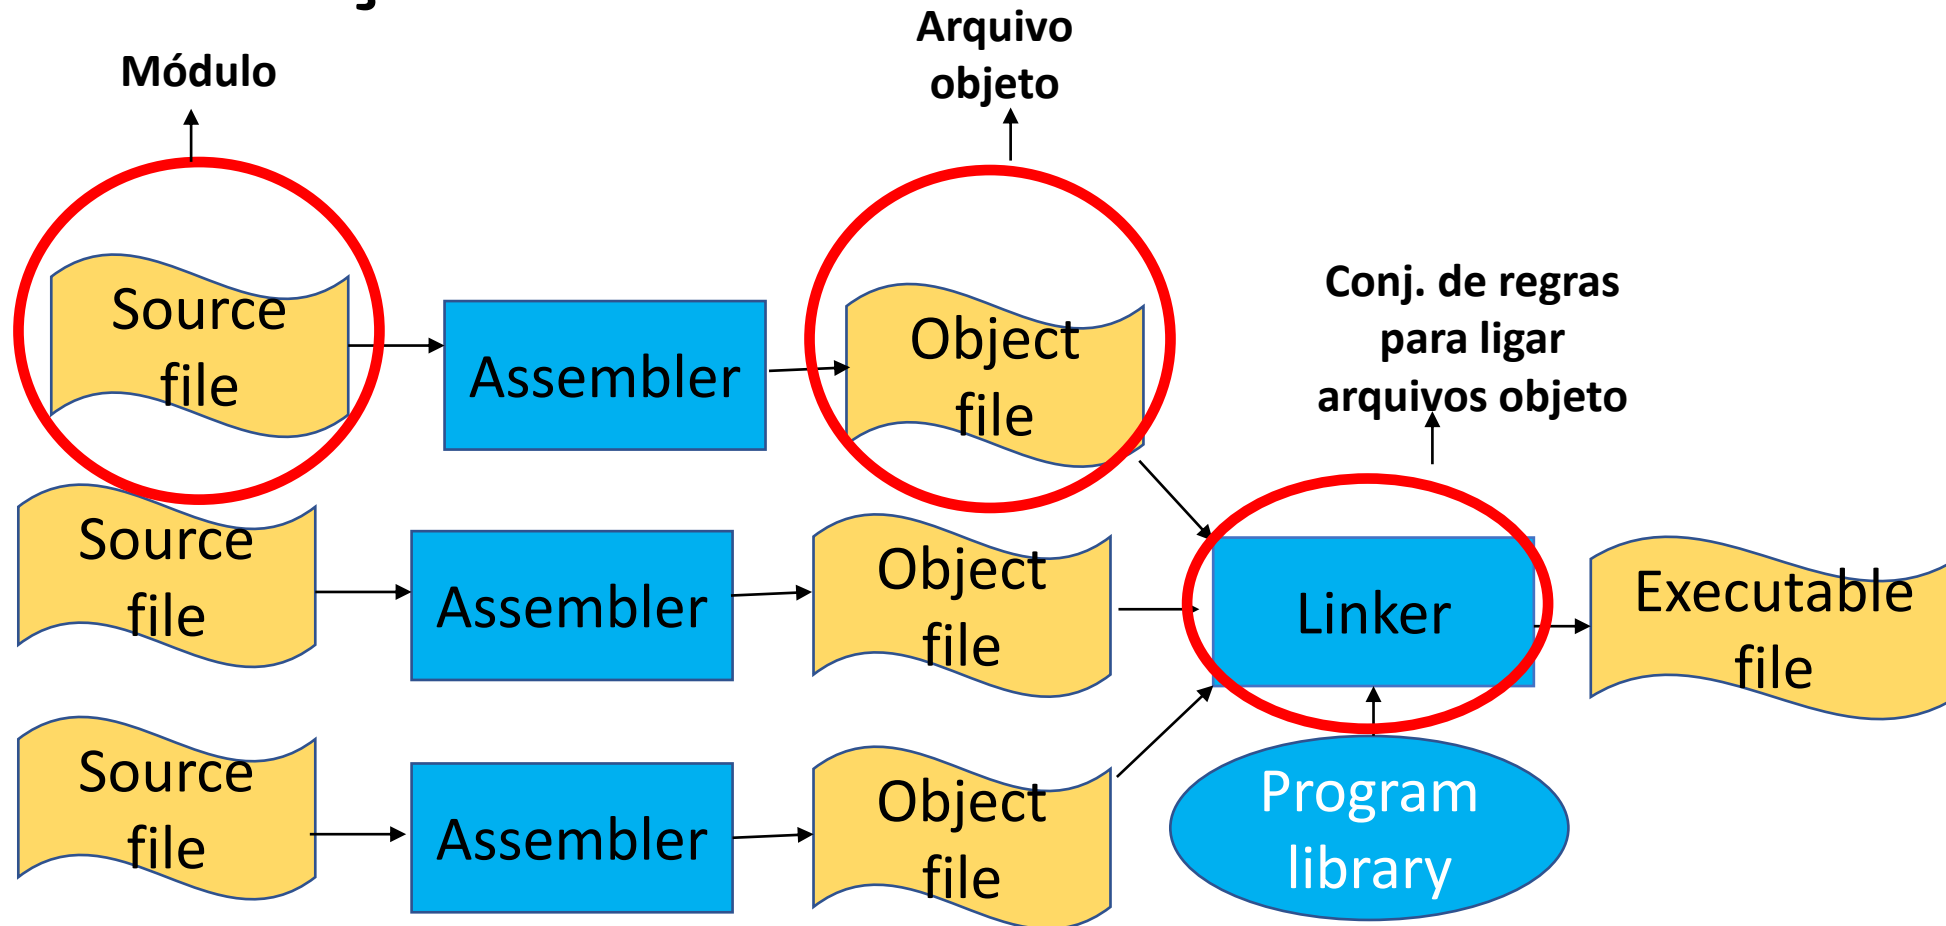 Módulo
Arquivo
objeto
Conj. de regras
para ligar
arquivos objeto
Source
file
Assembler
Object
file
Source
file
Assembler
Object
file
Linker
Executable
file
Source
file
Assembler
Object
file
Program
library